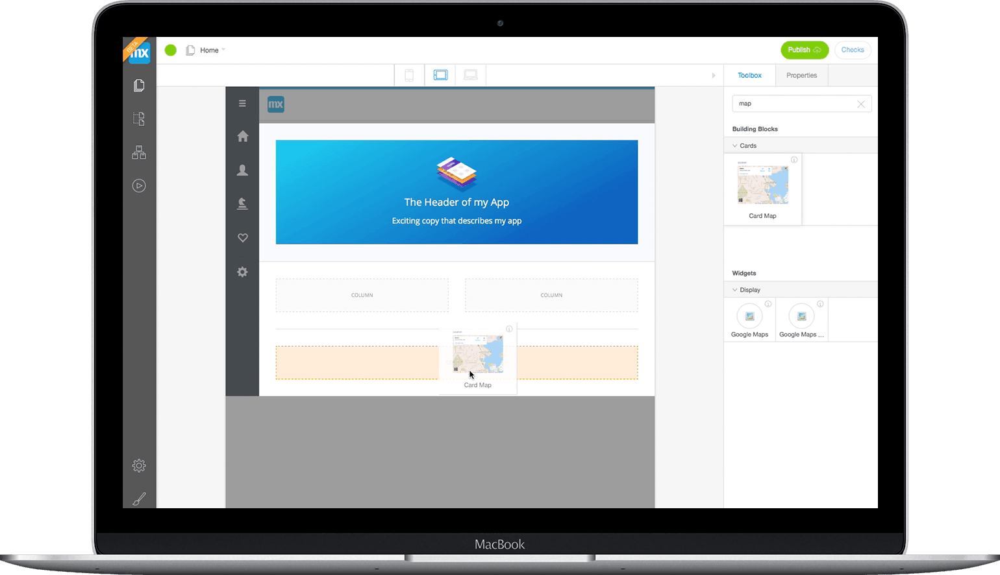 BETA
mx
Home
Publish
Checks
Toolbox
Properties
map
mx
Building Blocks
Cards
Card Map
The Header of my App
Exciting copy that describes my app
Widgets
Display
COLUMN
COLUMN
Google Maps
Google Maps ...
Card Map
MacBook